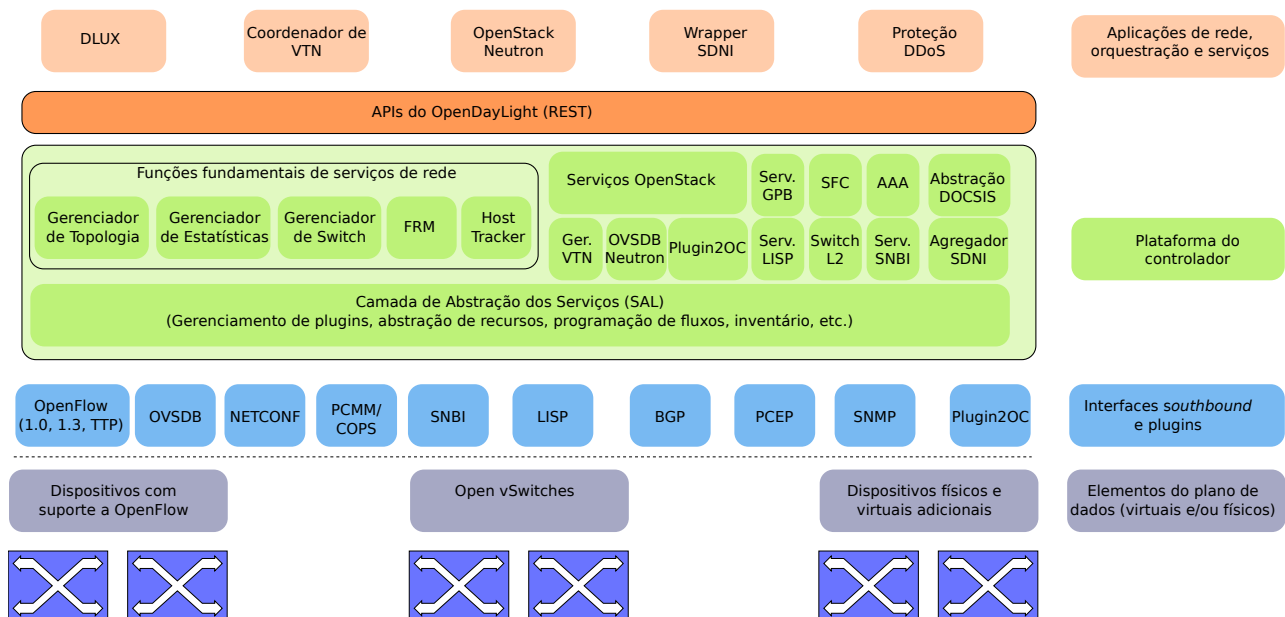 DLUX
Coordenador de
VTN
OpenStack
Neutron
Wrapper
SDNI
Proteção
DDoS
Aplicações de rede,
orquestração e serviços
APIs do OpenDayLight (REST)
Funções fundamentais de serviços de rede
Gerenciador
de Topologia
Gerenciador
de Estatísticas
Gerenciador
de Switch
FRM
Host
Tracker
Serviços OpenStack
Serv.
GPB
SFC
AAA
Abstração
DOCSIS
Ger.
VTN
OVSDB
Neutron
Plugin2OC
Serv.
LISP
Switch
L2
Serv.
SNBI
Agregador
SDNI
Plataforma do
controlador
Camada de Abstração dos Serviços (SAL)
(Gerenciamento de plugins, abstração de recursos, programação de fluxos, inventário, etc.)
OpenFlow
(1.0, 1.3, TTP)
OVSDB
NETCONF
PCMM/
COPS
SNBI
LISP
BGP
PCEP
SNMP
Plugin2OC
Interfaces southbound
e plugins
Dispositivos com
suporte a OpenFlow
Open vSwitches
Dispositivos físicos e
virtuais adicionais
Elementos do plano de
dados (virtuais e/ou físicos)